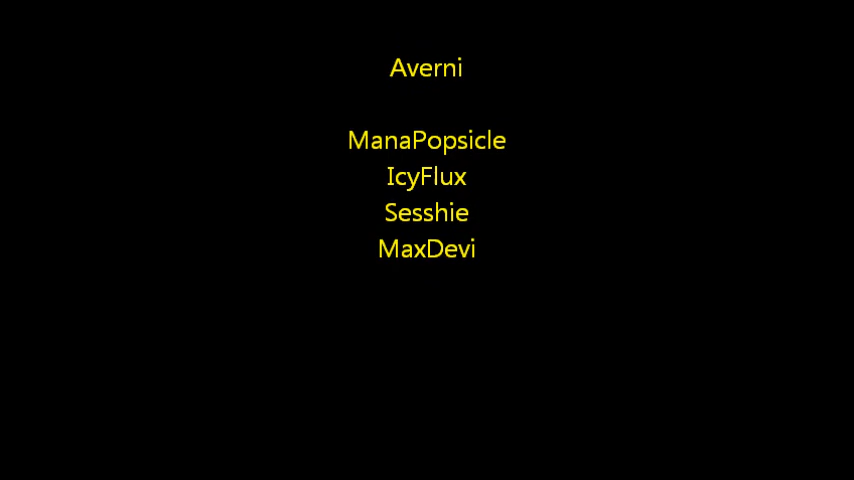 Averni
ManaPopsicle
IcyFlux
Sesshie
MaxDevi